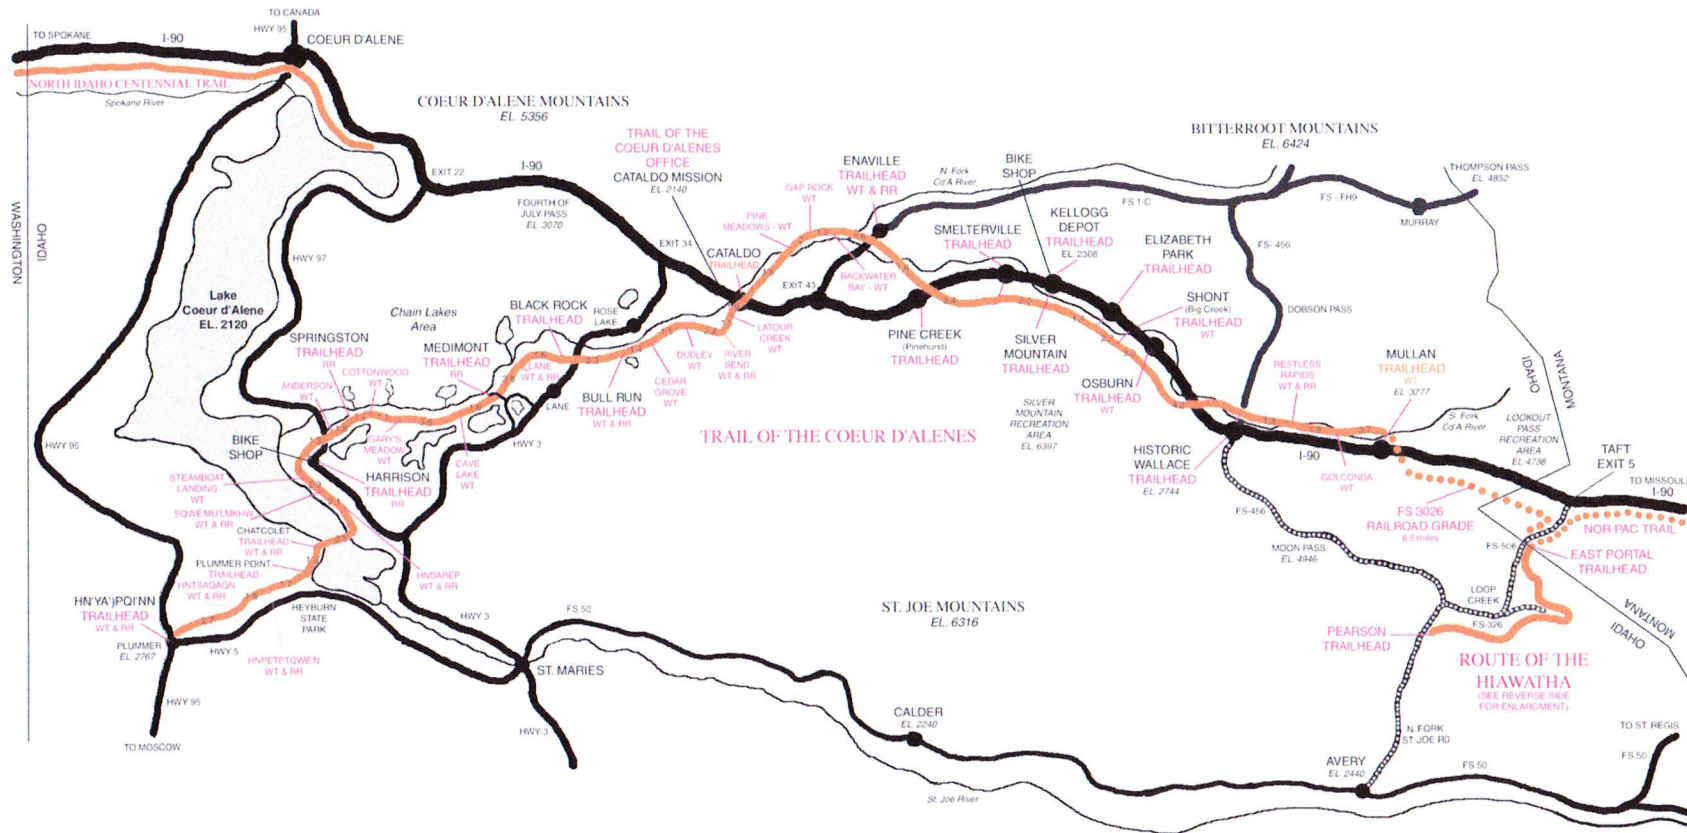 TO CANADA
HWY 95
TO SPOKANE
I-90
COEUR D'ALENE
NORTH IDAHO CENTENNIAL TRAIL
Spokane River
COEUR D'ALENE MOUNTAINS
EL. 5356
WASHINGTON
IDAHO
EXIT 22
I-90
FOURTH OF
JULY PASS
EL. 3070
HWY 97
Lake
Coeur d'Alene
EL. 2120
TRAIL OF THE
COEUR D'ALENES
OFFICE
CATALDO MISSION
EL. 2140
EXIT 34
CATALDO
TRAILHEAD
PINE
MEADOWS - WT
GAP ROCK
WT
ENAVILLE
TRAILHEAD
WT & RR
N. Fork
Cd'A River
BACKWATER
BAY - WT
EXIT 43
BIKE
SHOP
SMELTERVILLE
TRAILHEAD
KELLOGG
DEPOT
TRAILHEAD
EL. 2308
ELIZABETH
PARK
TRAILHEAD
SHONT
(Big Creek)
TRAILHEAD
WT
BITTERROOT MOUNTAINS
EL. 6424
FS 1-C
FS - FH9
MURRAY
THOMPSON PASS
EL. 4852
FS- 456
DOBSON PASS
Chain Lakes
Area
SPRINGSTON
TRAILHEAD
RR
ANDERSON
WT
COTTONWOOD
WT
MEDIMONT
TRAILHEAD
RR
BLACK ROCK
TRAILHEAD
ROSE
LAKE
LANE
WT & RR
LANE
BULL RUN
TRAILHEAD
WT & RR
CEDAR
GROVE
WT
DUDLEY
WT
RIVER
BEND
WT & RR
LATOUR
CREEK
WT
PINE CREEK
(Pinehurst)
TRAILHEAD
SILVER
MOUNTAIN
TRAILHEAD
OSBURN
TRAILHEAD
WT
SILVER
MOUNTAIN
RECREATION
AREA
EL. 6397
RESTLESS
RAPIDS
WT & RR
MULLAN
TRAILHEAD
WT
EL. 3277
S. Fork
Cd'A River
LOOKOUT
PASS
RECREATION
AREA
EL. 4738
IDAHO
MONTANA
TAFT
EXIT 5
TO MISSOULA
I-90
BIKE
SHOP
HWY 95
GARY'S
MEADOW
WT
CAVE
LAKE
WT
HWY 3
HARRISON
TRAILHEAD
RR
TRAIL OF THE COEUR D'ALENES
HISTORIC
WALLACE
TRAILHEAD
EL. 2744
I-90
GOLCONDA
WT
FS 3026
RAILROAD GRADE
6.5 miles
NOR PAC TRAIL
STEAMBOAT
LANDING
WT
SQWE'MU'LMKHW
WT & RR
CHATCOLET
TRAILHEAD
WT & RR
PLUMMER POINT
TRAILHEAD
HNTSAQAQN
WT & RR
HNDAREP
WT & RR
HN'YA')PQI'NN
TRAILHEAD
WT & RR
PLUMMER
EL. 2767
HWY 5
HEYBURN
STATE
PARK
HNPETPTQWE'N
WT & RR
HWY 95
TO MOSCOW
HWY 3
ST. MARIES
HWY 3
FS 50
ST. JOE MOUNTAINS
EL. 6316
CALDER
EL. 2240
St. Joe River
FS-456
MOON PASS
EL. 4946
FS-506
EAST PORTAL
TRAILHEAD
LOOP
CREEK
FS-326
MONTANA
IDAHO
PEARSON
TRAILHEAD
ROUTE OF THE
HIAWATHA
(SEE REVERSE SIDE
FOR ENLARGMENT)
N. FORK
ST. JOE RD
AVERY
EL. 2440
FS 50
TO ST. REGIS
FS 50